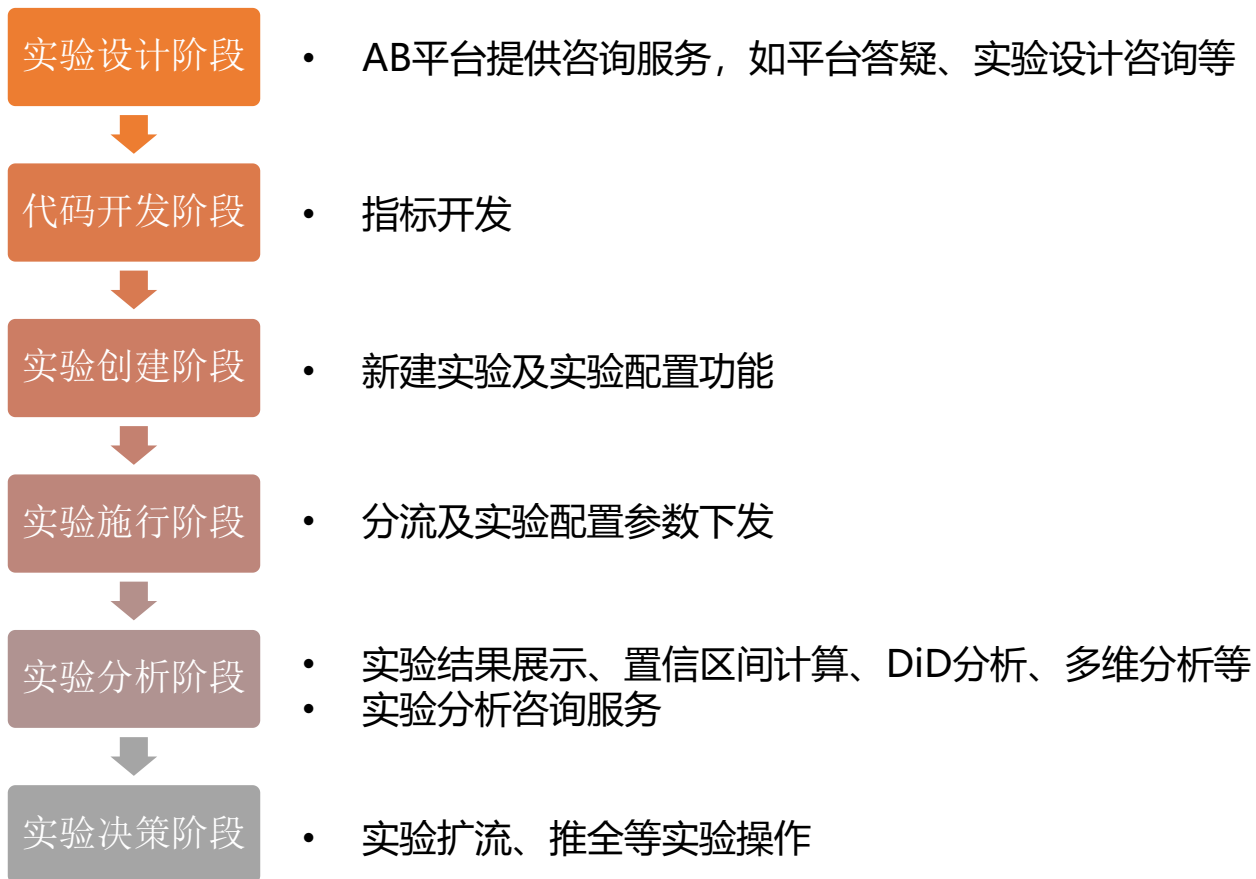 实验设计阶段
• AB平台提供咨询服务，如平台答疑、实验设计咨询等
代码开发阶段
• 指标开发
实验创建阶段
• 新建实验及实验配置功能
实验施行阶段
• 分流及实验配置参数下发
实验分析阶段
• 实验结果展示、置信区间计算、DiD分析、多维分析等
• 实验分析咨询服务
实验决策阶段
• 实验扩流、推全等实验操作